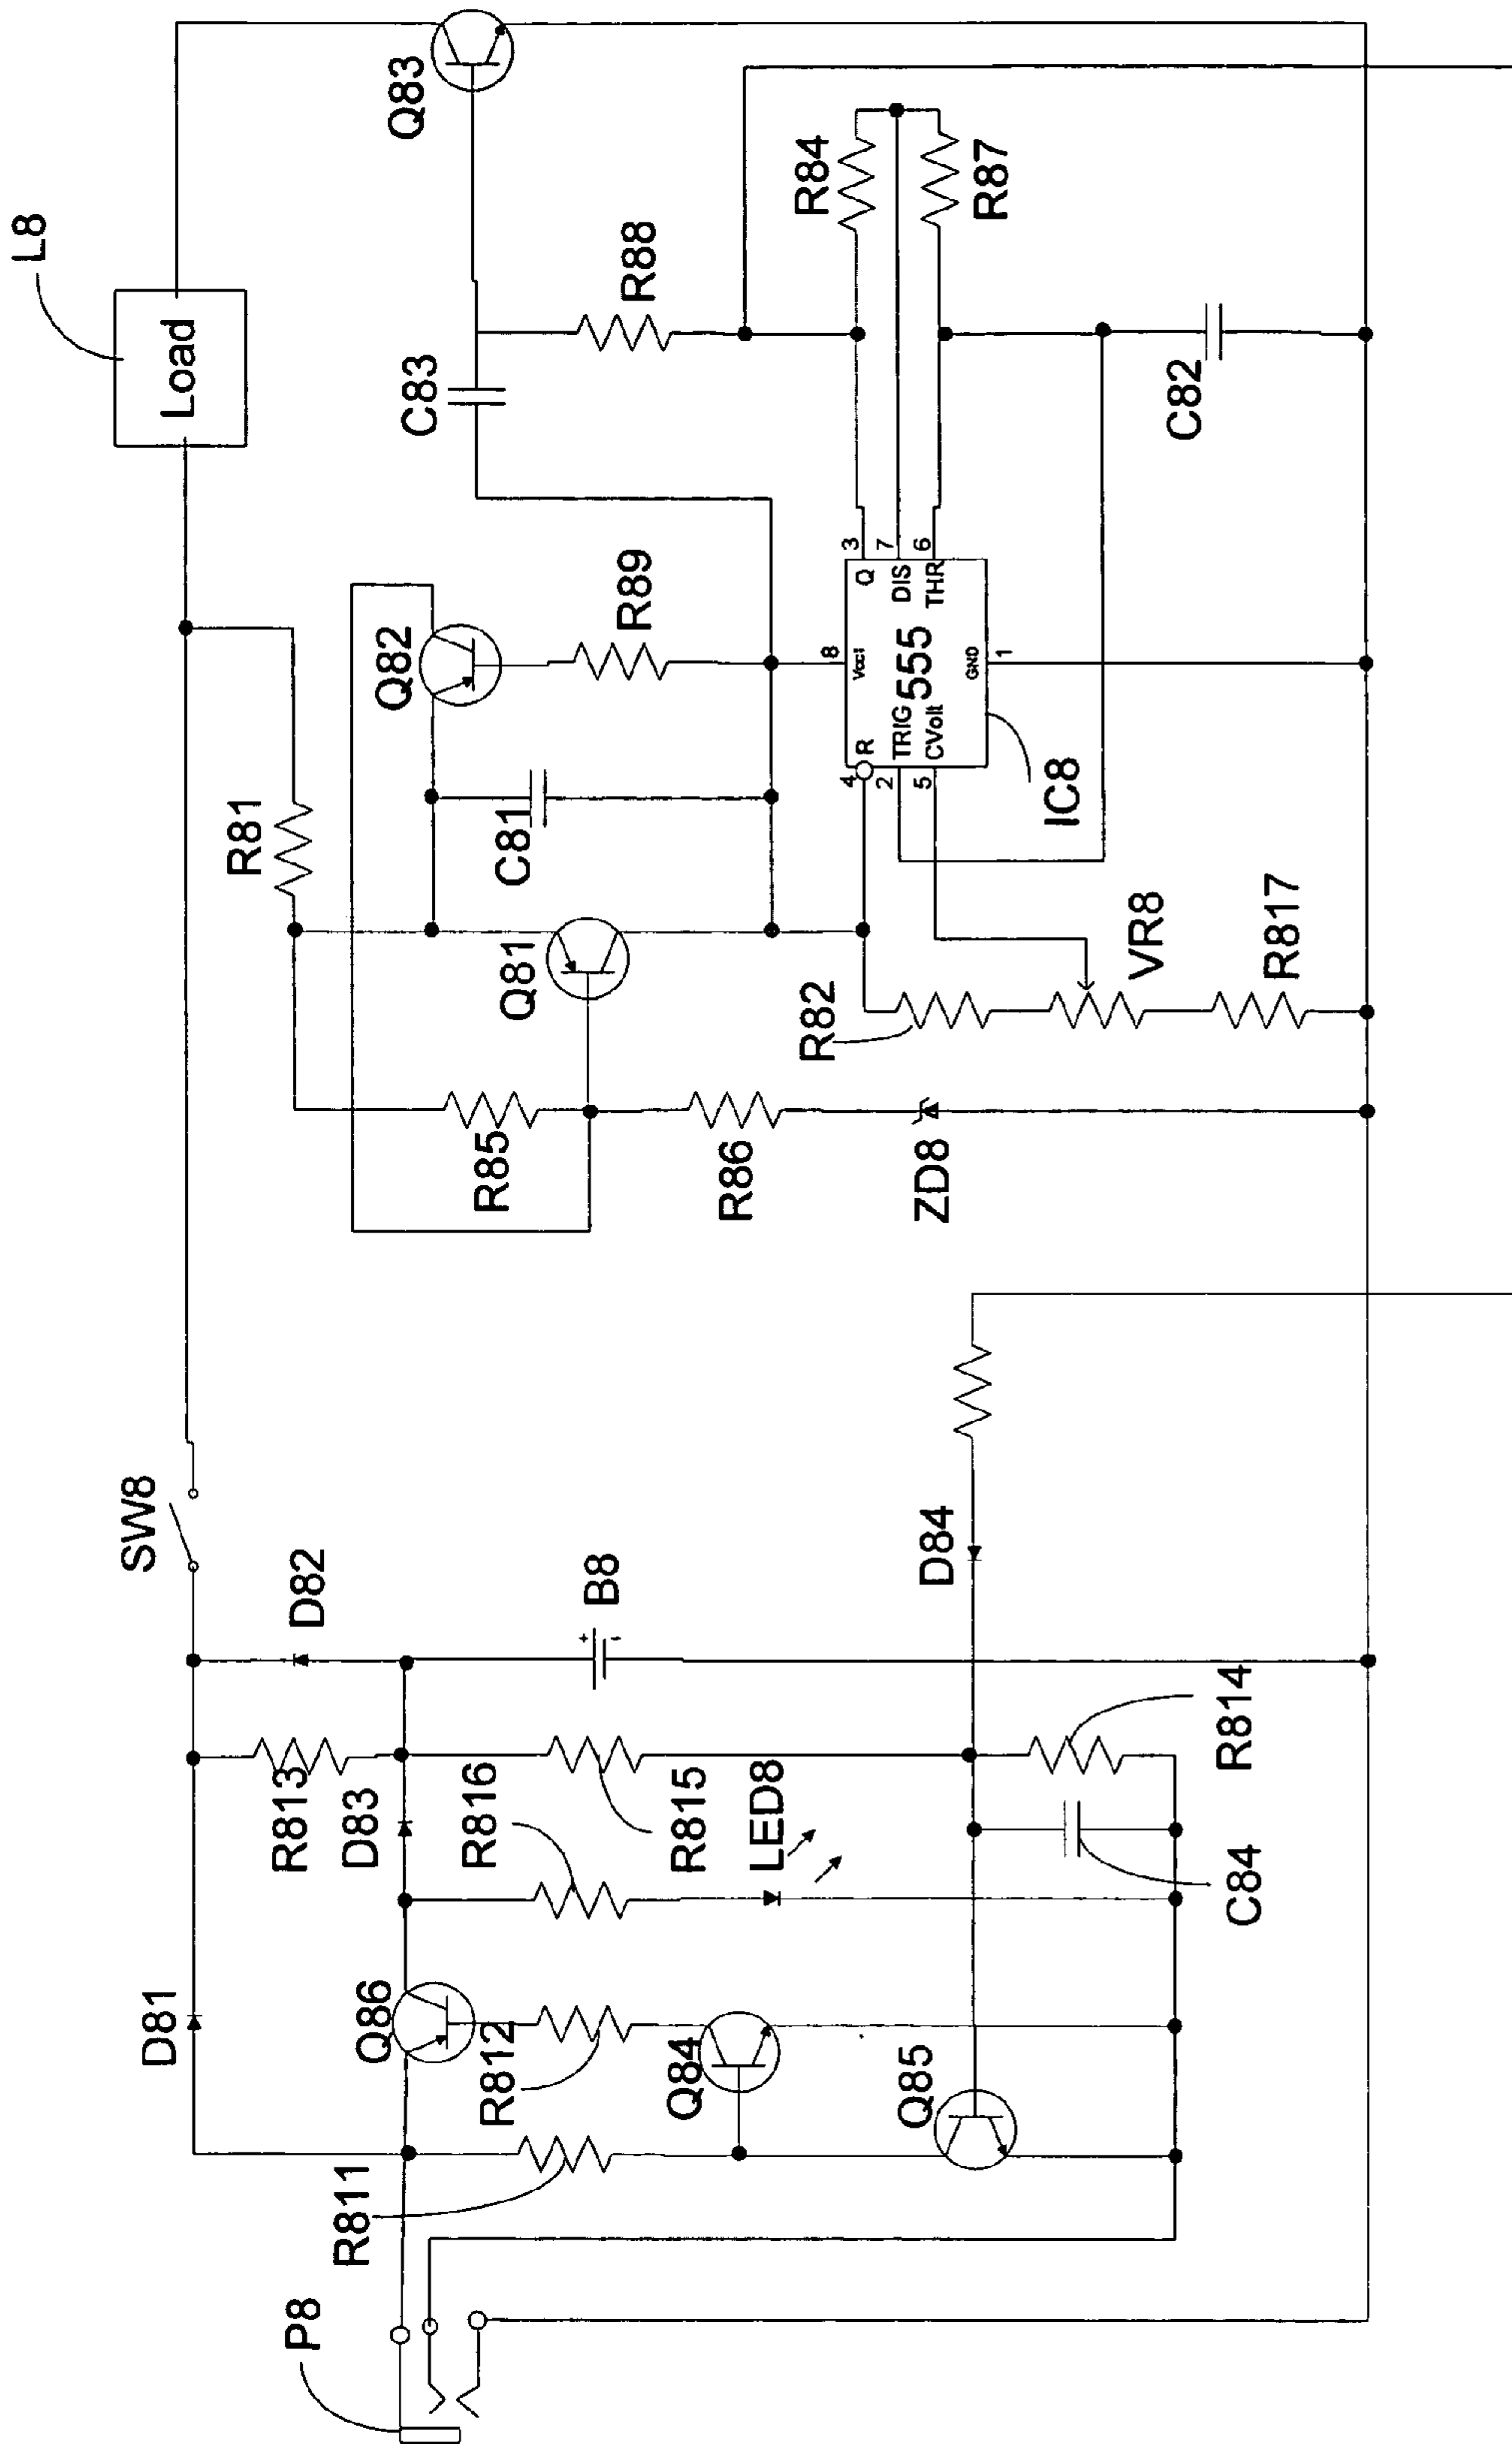 L8
Load
SW8
D81
R813
D82
D83
R81
Q83
C83
R88
Q82
R89
C81
Q81
R85
R86
ZD8
R82
VR8
R817
R84
R87
C82
IC8
555
4 R
2 TRIG
5 CVolt
8 Vcc1
3 Q
7 DIS
6 THR
1 GND
P8
R811
Q86
R812
Q84
Q85
R816
LED8
R815
B8
+
-
D84
R814
C84